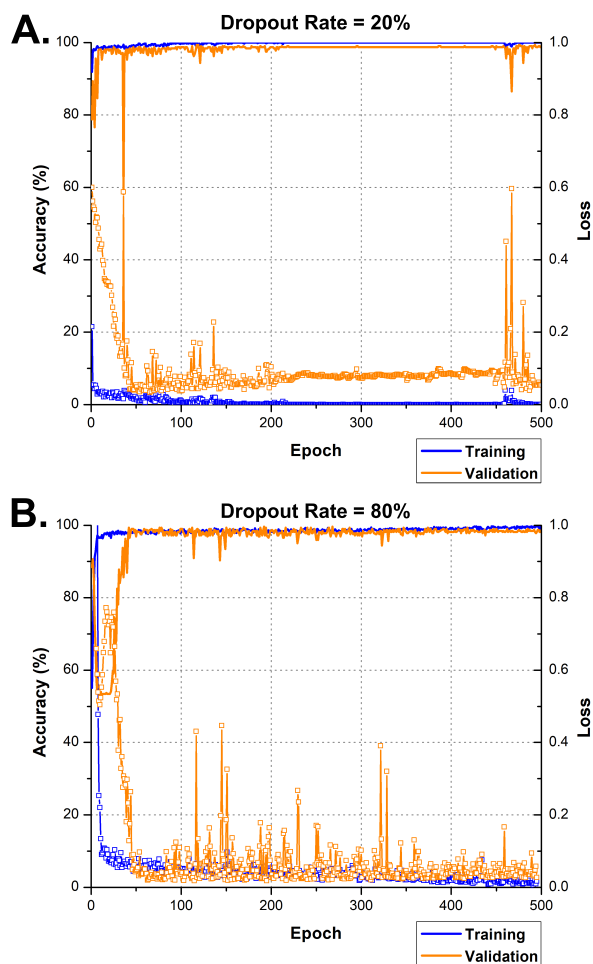 A.
Dropout Rate = 20%
100
80
60
40
20
0
1.0
0.8
0.6
0.4
0.2
0.0
0
100
200
300
400
500
Accuracy (%)
Loss
Epoch
Training
Validation
B.
Dropout Rate = 80%
100
80
60
40
20
0
1.0
0.8
0.6
0.4
0.2
0.0
0
100
200
300
400
500
Accuracy (%)
Loss
Epoch
Training
Validation